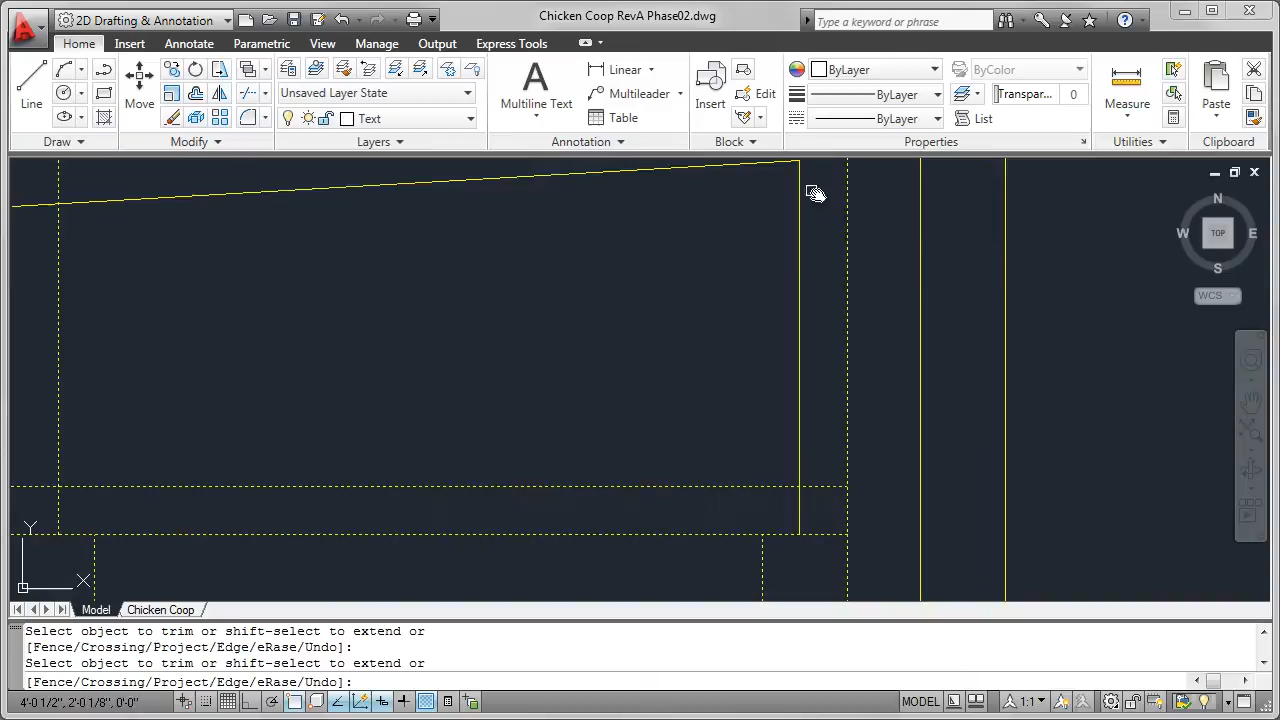 2D Drafting & Annotation
Chicken Coop RevA Phase02.dwg
Type a keyword or phrase
Home Insert Annotate Parametric View Manage Output Express Tools
Line
Move
Draw
Modify
Unsaved Layer State
Text
Layers
Multiline Text
Linear
Multileader
Table
Annotation
Insert
Edit
Block
ByLayer
ByLayer
ByLayer
ByColor
Transpar... 0
List
Properties
Measure
Utilities
Paste
Clipboard
N
W TOP E
S
WCS
Y
X
Model Chicken Coop
Select object to trim or shift-select to extend or
[Fence/Crossing/Project/Edge/eRase/Undo]:
Select object to trim or shift-select to extend or
[Fence/Crossing/Project/Edge/eRase/Undo]:
4'-0 1/2", 2'-0 1/8", 0'-0"
MODEL
1:1